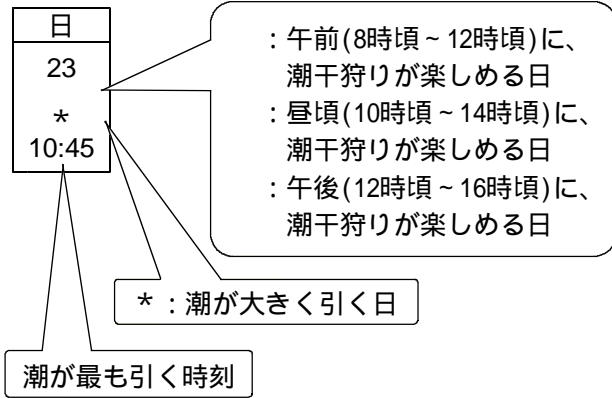 日
23
*
10:45
：午前(8時頃～12時頃)に、
潮干狩りが楽しめる日
：昼頃(10時頃～14時頃)に、
潮干狩りが楽しめる日
：午後(12時頃～16時頃)に、
潮干狩りが楽しめる日
*：潮が大きく引く日
潮が最も引く時刻